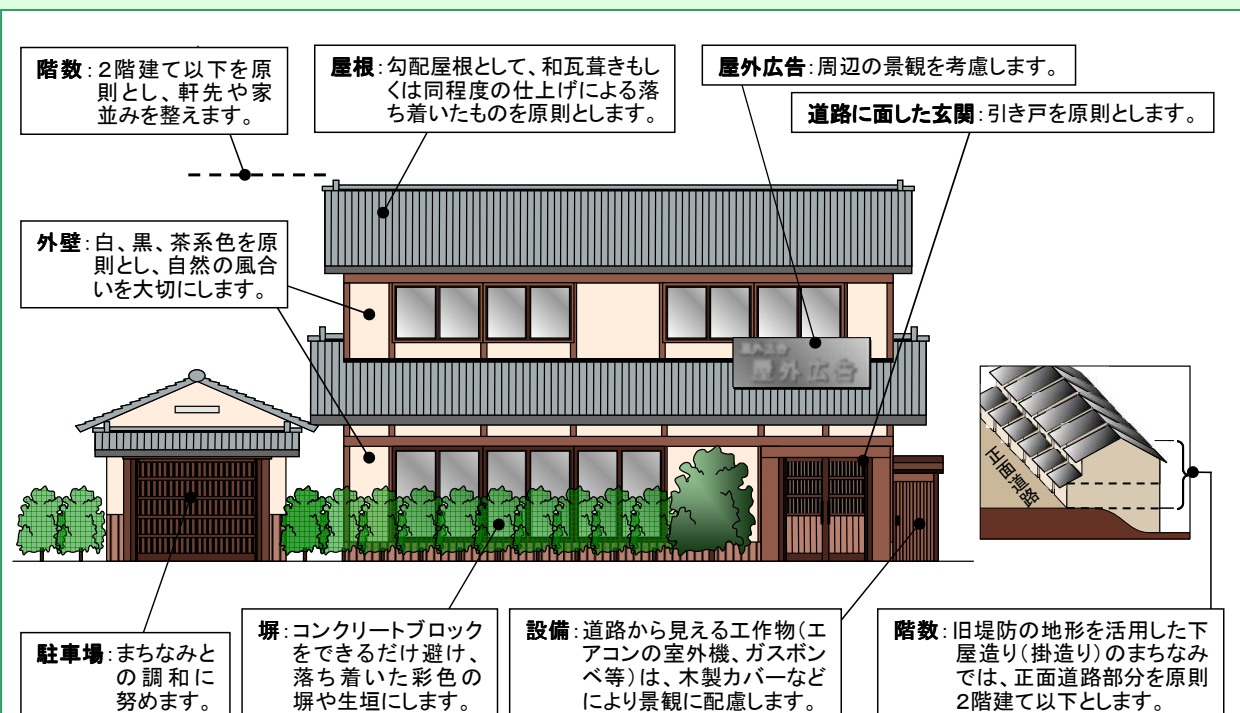 階数:2階建て以下を原
則とし、軒先や家
並みを整えます。
屋根:勾配屋根として、和瓦葺きもし
くは同程度の仕上げによる落
ち着いたものを原則とします。
屋外広告:周辺の景観を考慮します。
道路に面した玄関:引き戸を原則とします。
外壁:白、黒、茶系色を原
則とし、自然の風合
いを大切にします。
屋外広告
屋外広告
正面道路
駐車場:まちなみと
の調和に
努めます。
塀:コンクリートブロック
をできるだけ避け、
落ち着いた彩色の
塀や生垣にします。
設備:道路から見える工作物(エ
アコンの室外機、ガスボン
ベ等)は、木製カバーなど
により景観に配慮します。
階数:旧堤防の地形を活用した下
屋造り(掛造り)のまちなみ
では、正面道路部分を原則
2階建て以下とします。